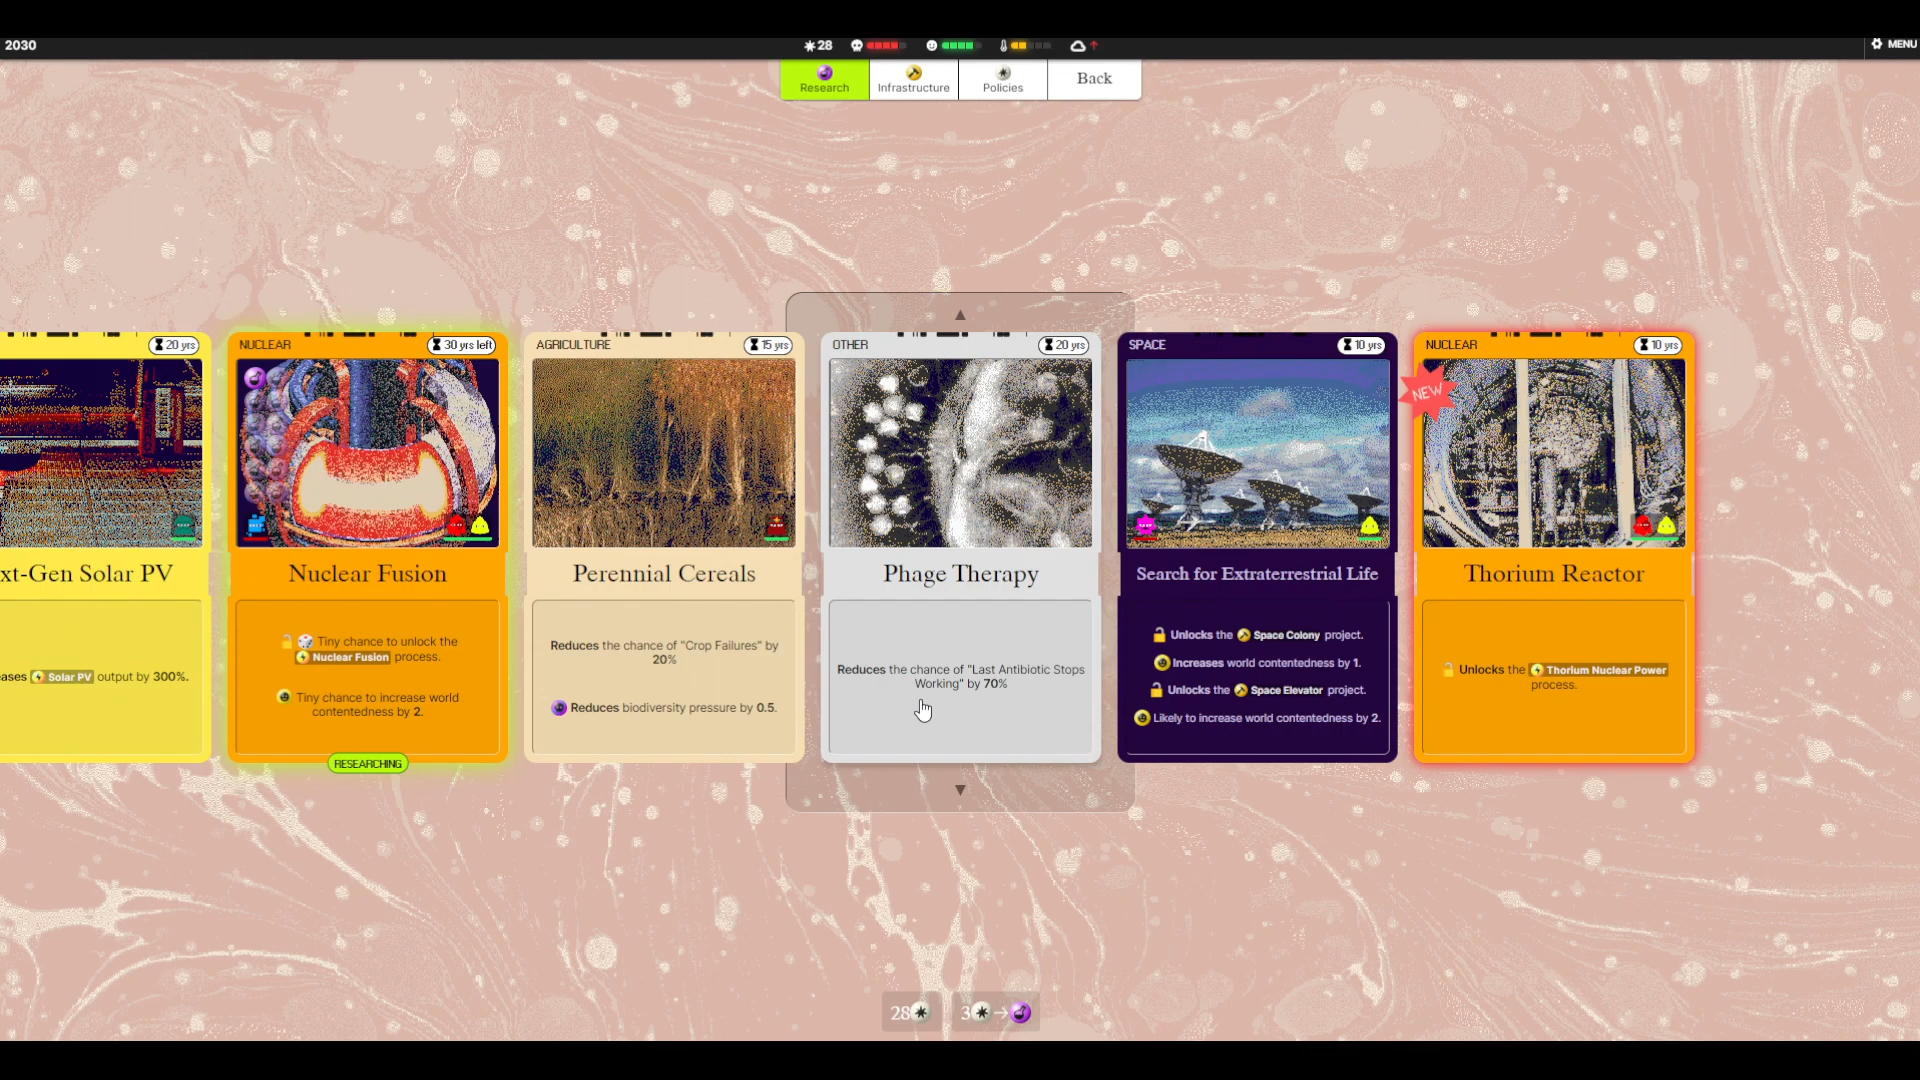 2030
28
MENU
Research
Infrastructure
Policies
Back
20 yrs
xt-Gen Solar PV
ases Solar PV output by 300%.
NUCLEAR
30 yrs left
Nuclear Fusion
Tiny chance to unlock the
Nuclear Fusion process.
Tiny chance to increase world
contentedness by 2.
RESEARCHING
AGRICULTURE
15 yrs
Perennial Cereals
Reduces the chance of "Crop Failures" by
20%
Reduces biodiversity pressure by 0.5.
OTHER
20 yrs
Phage Therapy
Reduces the chance of "Last Antibiotic Stops
Working" by 70%
SPACE
10 yrs
Search for Extraterrestrial Life
Unlocks the Space Colony project.
Increases world contentedness by 1.
Unlocks the Space Elevator project.
Likely to increase world contentedness by 2.
NUCLEAR
10 yrs
NEW
Thorium Reactor
Unlocks the Thorium Nuclear Power
process.
28
3